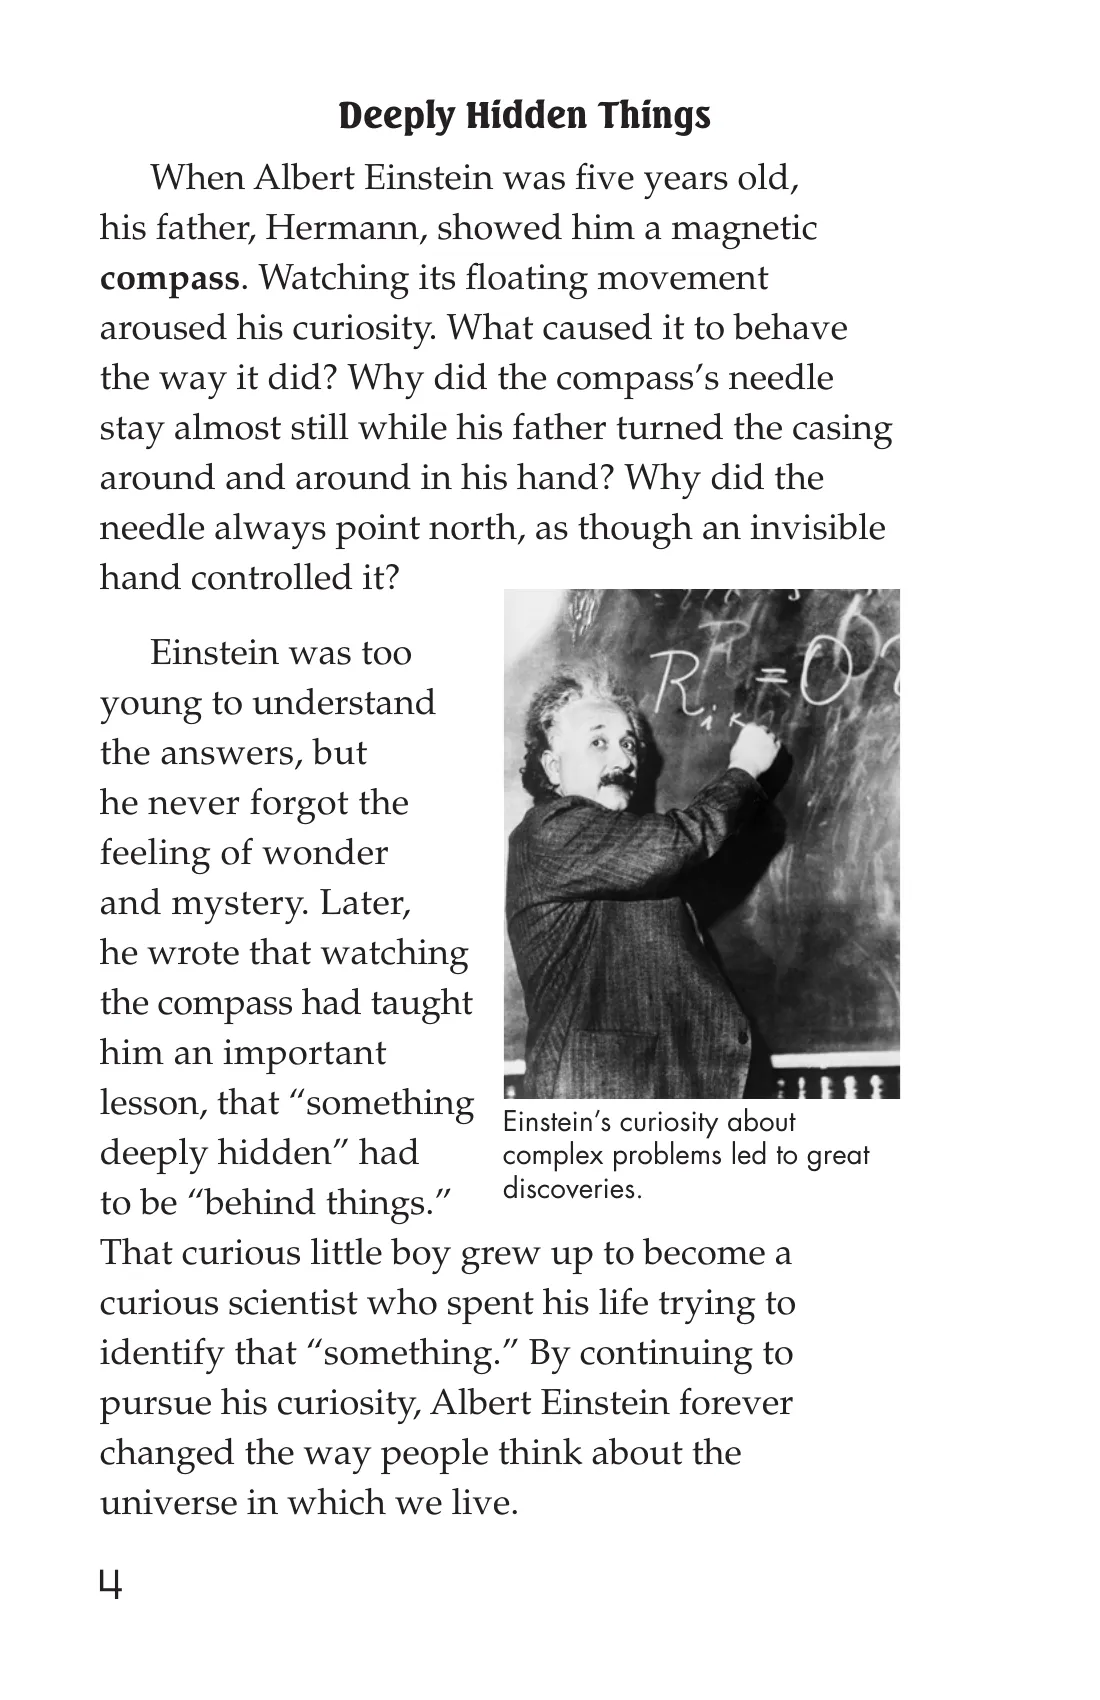 Deeply Hidden Things
When Albert Einstein was five years old,
his father, Hermann, showed him a magnetic
compass. Watching its floating movement
aroused his curiosity. What caused it to behave
the way it did? Why did the compass’s needle
stay almost still while his father turned the casing
around and around in his hand? Why did the
needle always point north, as though an invisible
hand controlled it?
Einstein was too
young to understand
the answers, but
he never forgot the
feeling of wonder
and mystery. Later,
he wrote that watching
the compass had taught
him an important
lesson, that “something
deeply hidden” had
to be “behind things.”
That curious little boy grew up to become a
curious scientist who spent his life trying to
identify that “something.” By continuing to
pursue his curiosity, Albert Einstein forever
changed the way people think about the
universe in which we live.
R i k = 0
Einstein’s curiosity about
complex problems led to great
discoveries.
4